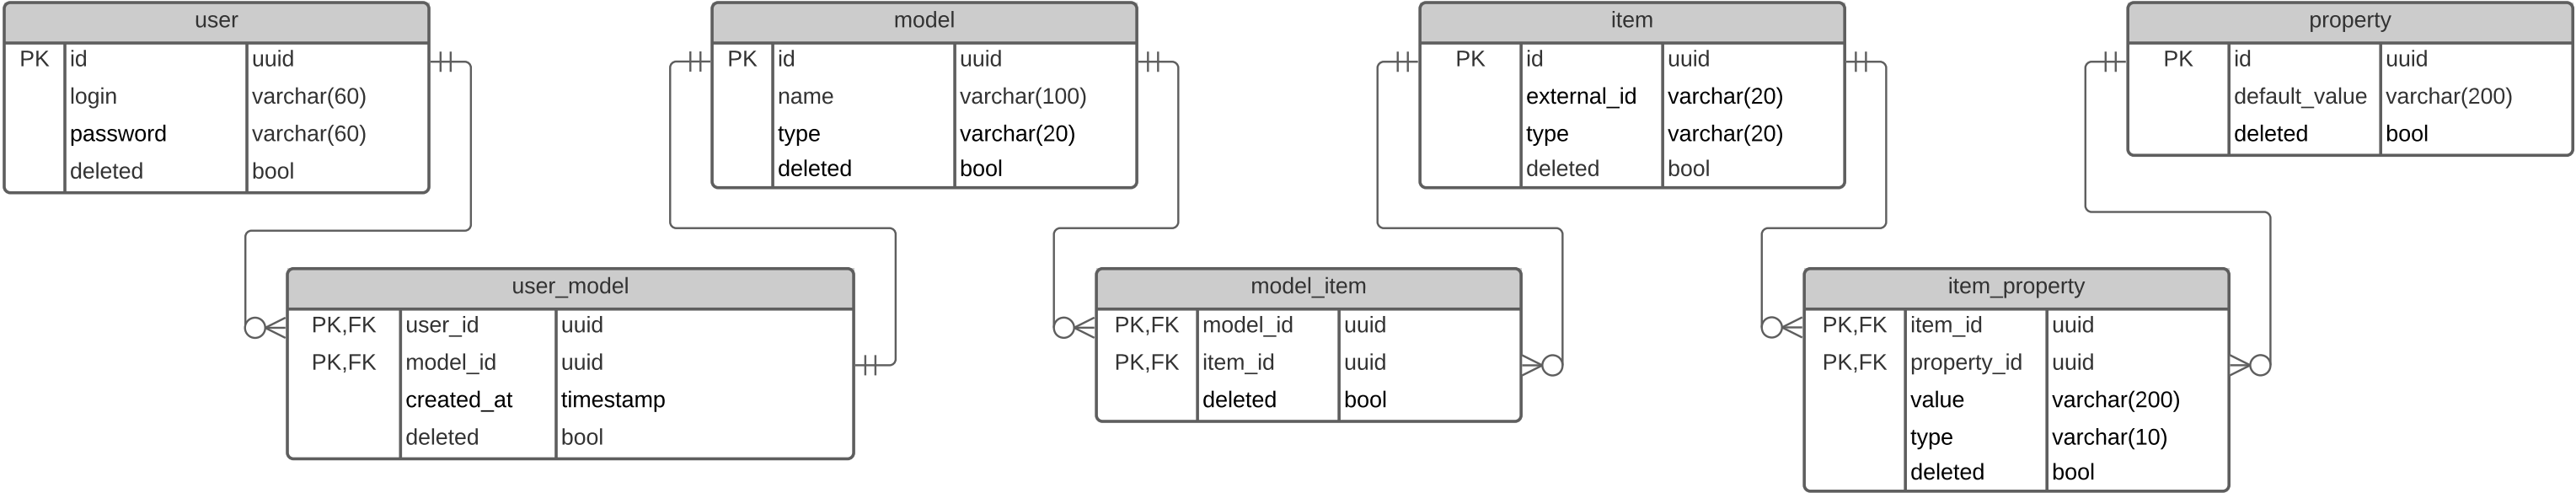 user
PK id uuid
login varchar(60)
password varchar(60)
deleted bool
model
PK id uuid
name varchar(100)
type varchar(20)
deleted bool
item
PK id uuid
external_id varchar(20)
type varchar(20)
deleted bool
property
PK id uuid
default_value varchar(200)
deleted bool
user_model
PK,FK user_id uuid
PK,FK model_id uuid
created_at timestamp
deleted bool
model_item
PK,FK model_id uuid
PK,FK item_id uuid
deleted bool
item_property
PK,FK item_id uuid
PK,FK property_id uuid
value varchar(200)
type varchar(10)
deleted bool